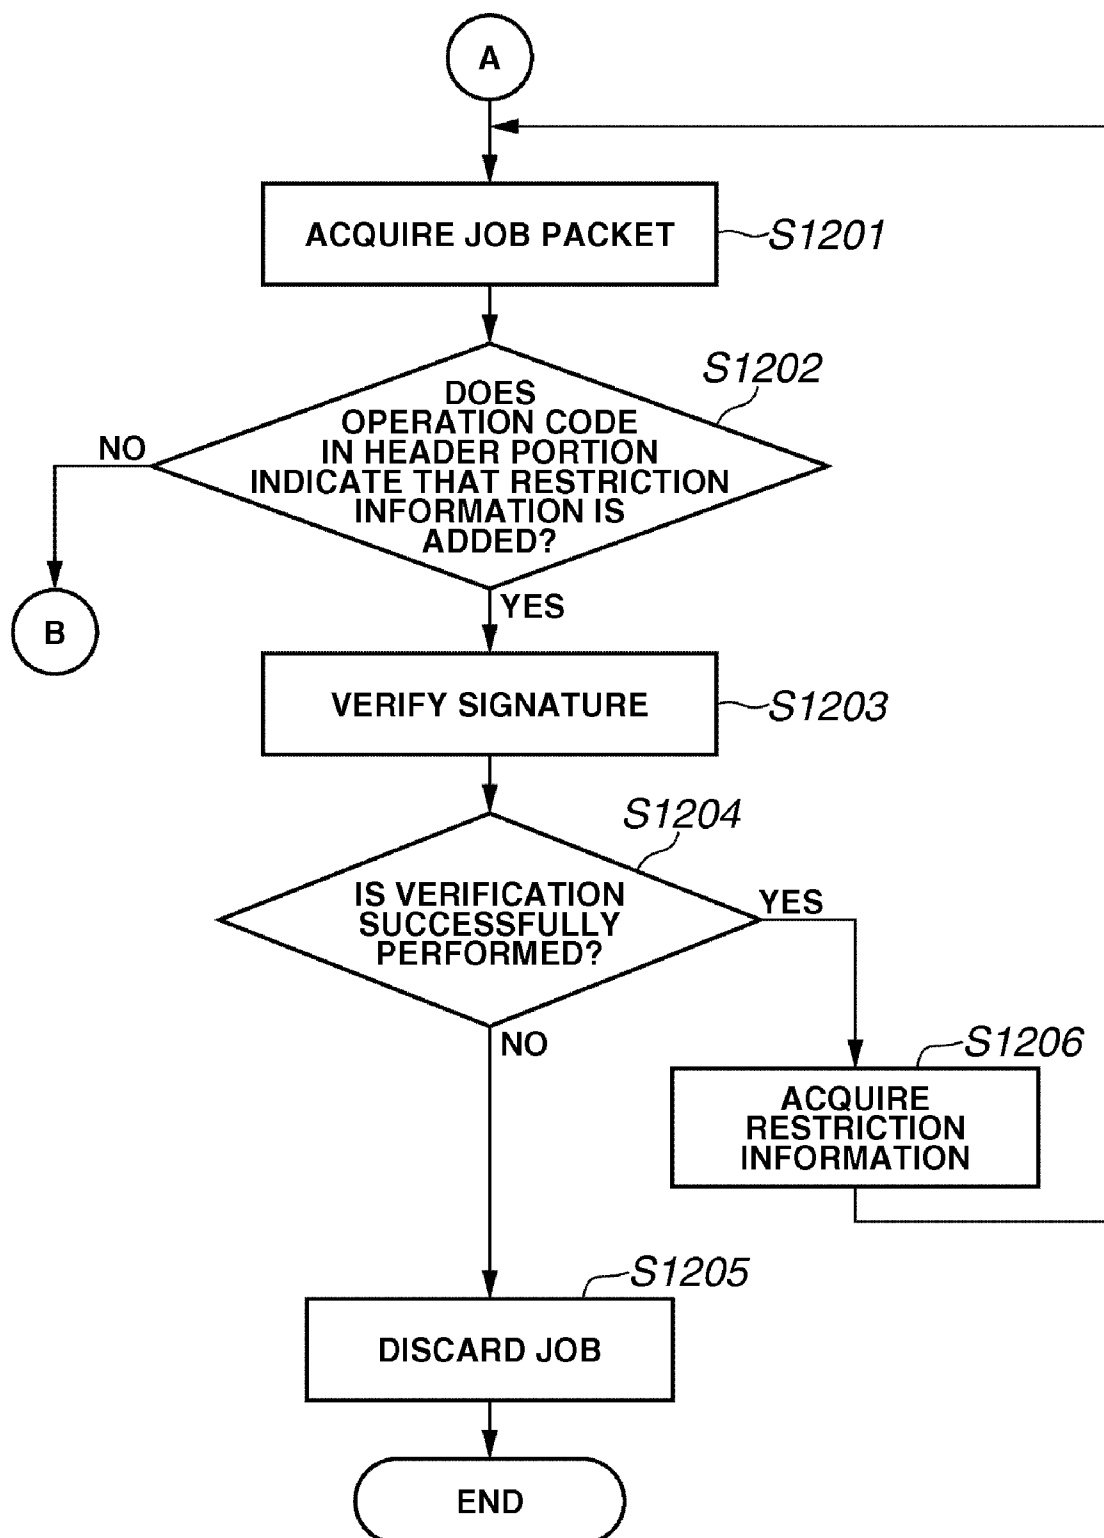 A
ACQUIRE JOB PACKET
S1201
S1202
DOES
OPERATION CODE
IN HEADER PORTION
INDICATE THAT RESTRICTION
INFORMATION IS
ADDED?
NO
B
YES
VERIFY SIGNATURE
S1203
S1204
IS VERIFICATION
SUCCESSFULLY
PERFORMED?
YES
NO
S1206
ACQUIRE
RESTRICTION
INFORMATION
S1205
DISCARD JOB
END